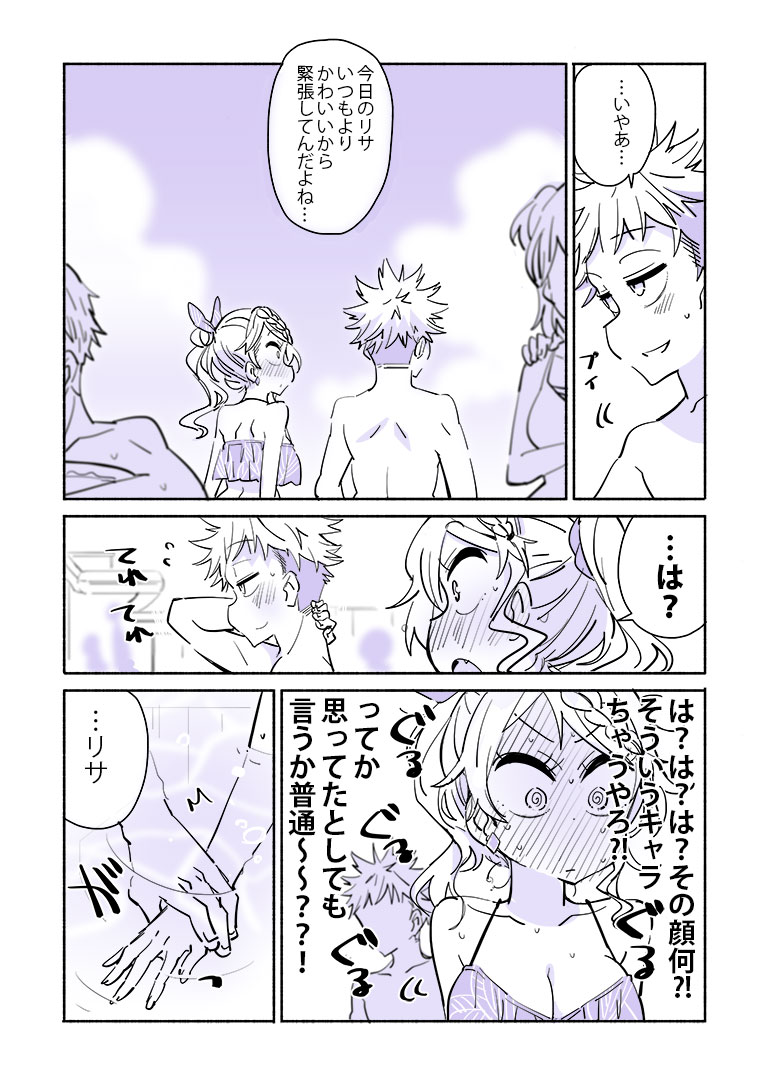 …いやあ…
プイ
今日のリサ
いつもより
かわいいから
緊張してんだよね…
…は?
てれ
てれ
は?は?は?その顔何?!
そういうキャラ
ちゃうやろ?!
ぐる
ぐる
ぐる
ぐる
ってか
思ってたとしても
言うか普通〜〜??!
…リサ
ガ